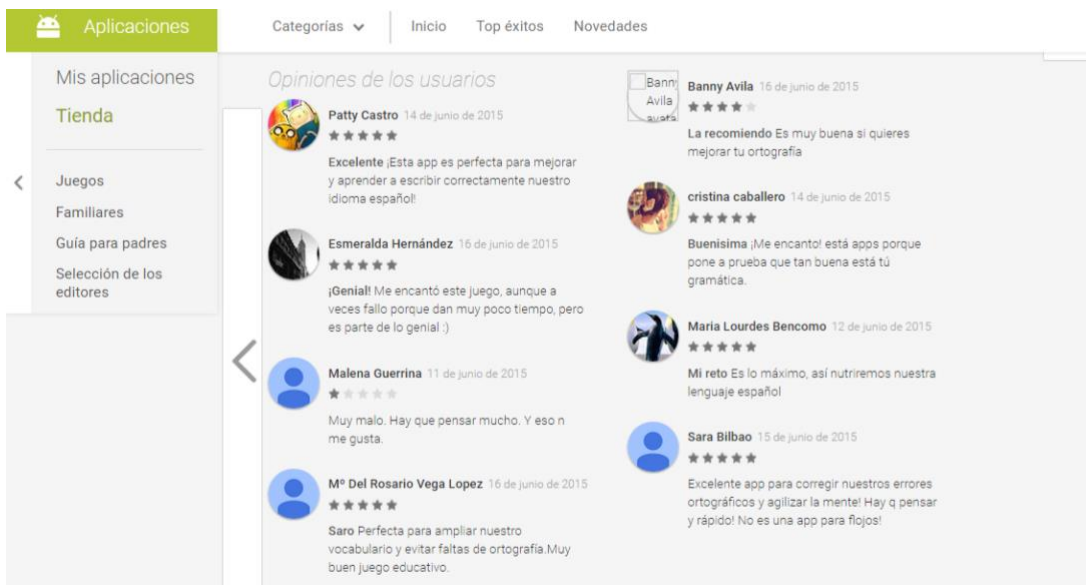 Aplicaciones
Categorías
Inicio
Top éxitos
Novedades
Mis aplicaciones
Tienda
Juegos
Familiares
Guía para padres
Selección de los
editores
Opiniones de los usuarios
Patty Castro 14 de junio de 2015
Excelente ¡Esta app es perfecta para mejorar
y aprender a escribir correctamente nuestro
idioma español!
Esmeralda Hernández 16 de junio de 2015
¡Genial! Me encantó este juego, aunque a
veces fallo porque dan muy poco tiempo, pero
es parte de lo genial :)
Malena Guerrina 11 de junio de 2015
Muy malo. Hay que pensar mucho. Y eso n
me gusta.
Mº Del Rosario Vega Lopez 16 de junio de 2015
Saro Perfecta para ampliar nuestro
vocabulario y evitar faltas de ortografía.Muy
buen juego educativo.
Banny
Avila
Banny Avila 16 de junio de 2015
La recomiendo Es muy buena si quieres
mejorar tu ortografía
cristina caballero 14 de junio de 2015
Buenisima ¡Me encanto! está apps porque
pone a prueba que tan buena está tú
gramática.
Maria Lourdes Bencomo 12 de junio de 2015
Mi reto Es lo máximo, así nutriremos nuestra
lenguaje español
Sara Bilbao 15 de junio de 2015
Excelente app para corregir nuestros errores
ortográficos y agilizar la mente! Hay q pensar
y rápido! No es una app para flojos!